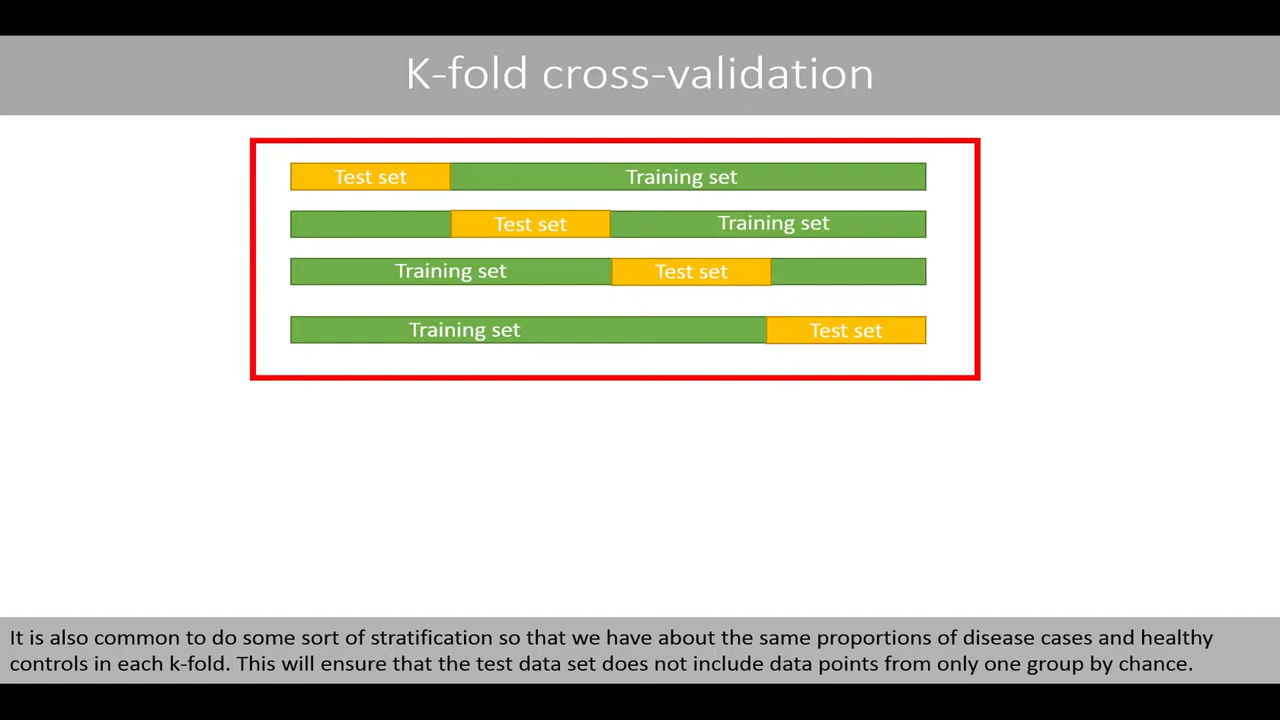 K-fold cross-validation
Test set Training set
Test set Training set
Training set Test set
Training set Test set
It is also common to do some sort of stratification so that we have about the same proportions of disease cases and healthy
controls in each k-fold. This will ensure that the test data set does not include data points from only one group by chance.